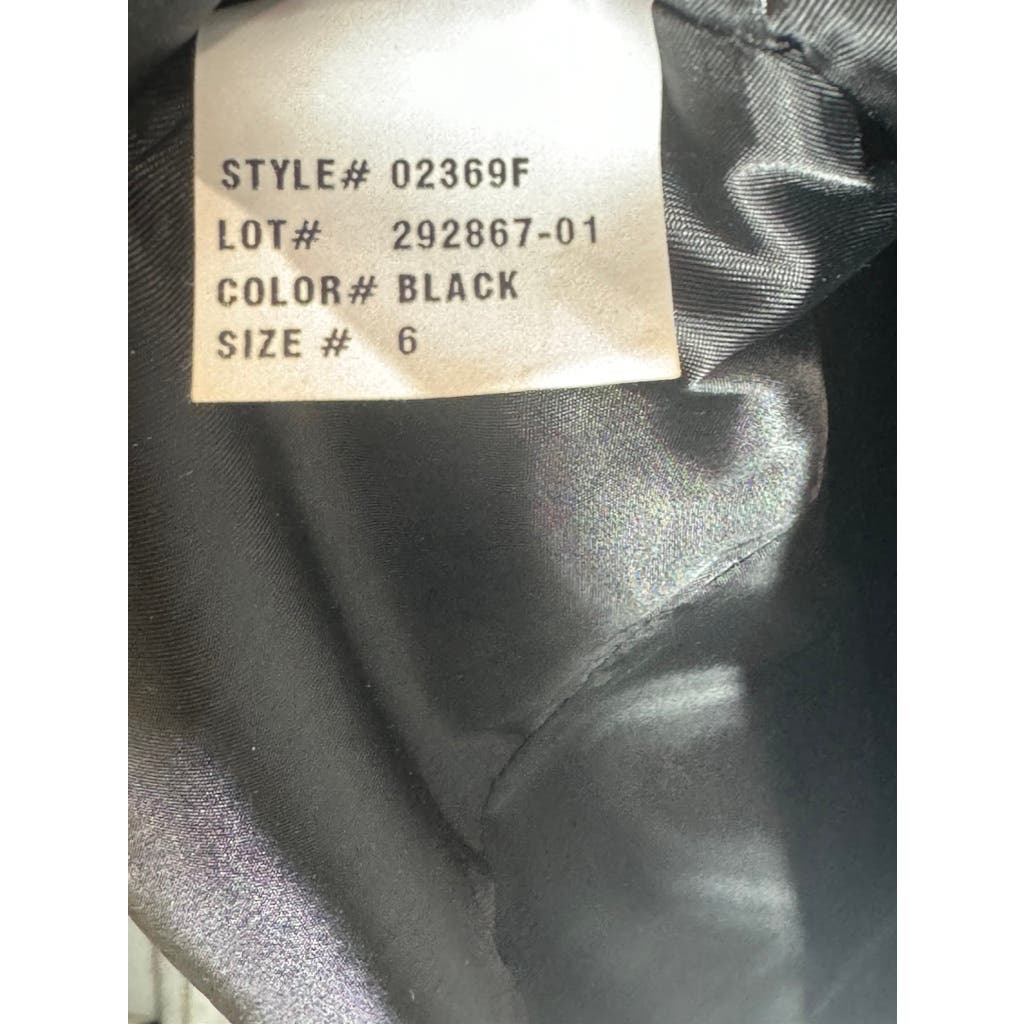 STYLE# 02369F
LOT# 292867-01
COLOR# BLACK
SIZE # 6